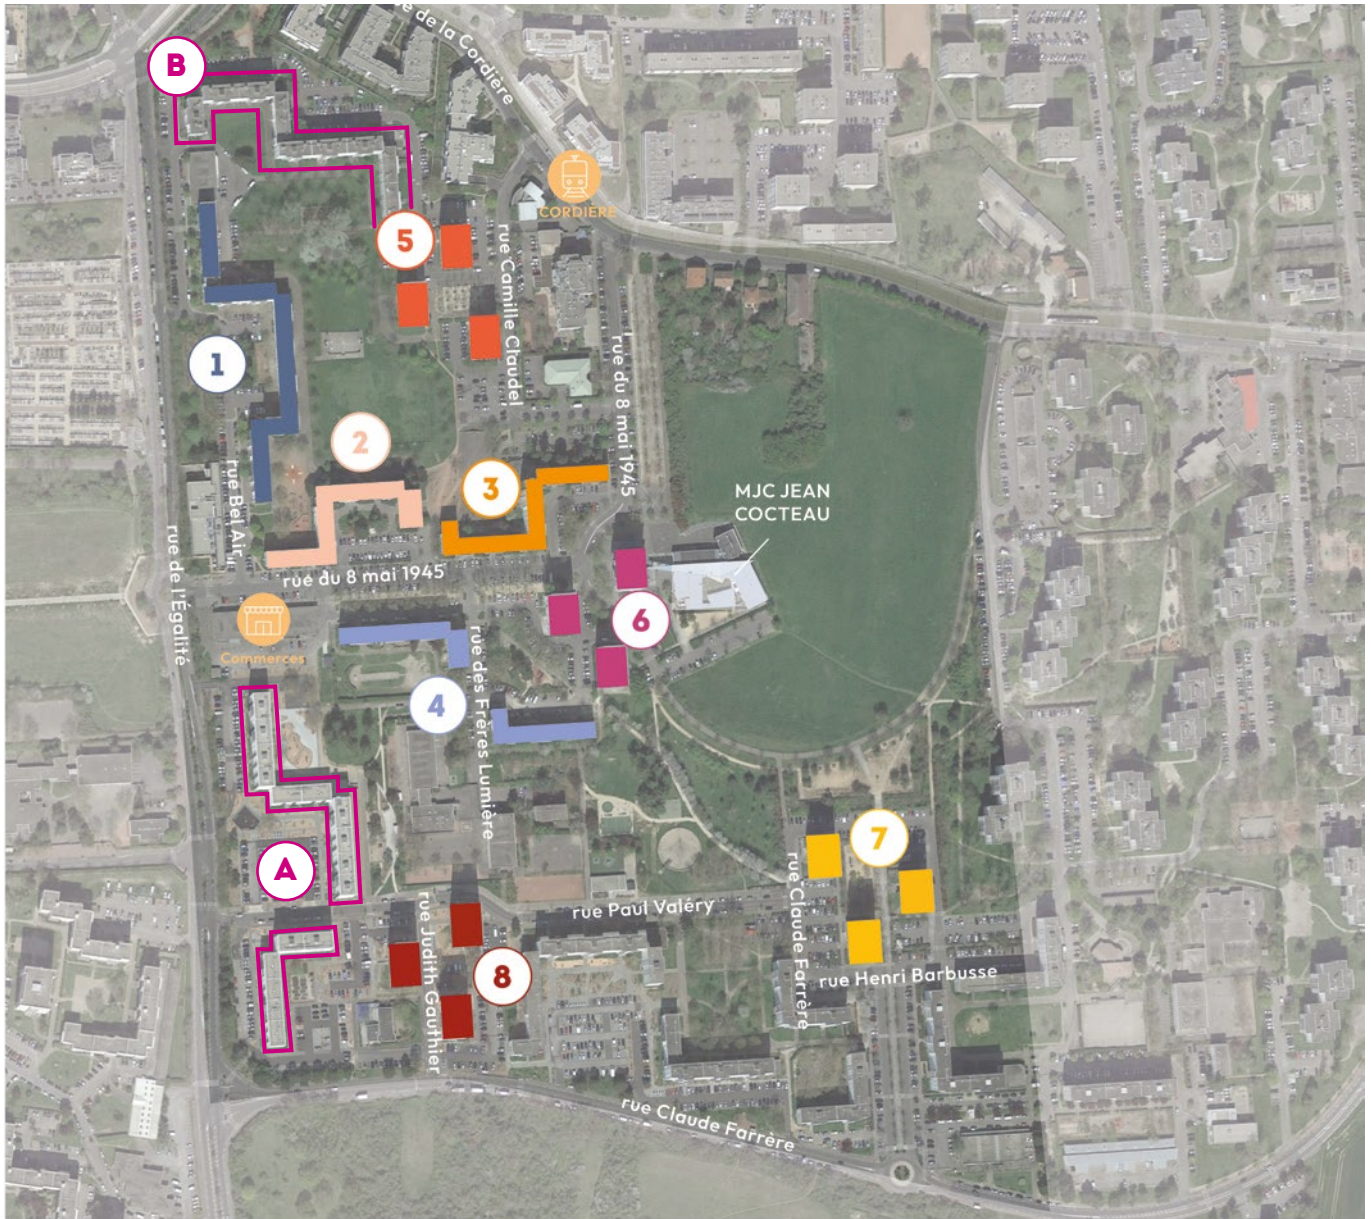 rue de la Cordière
B
CORDIÈRE
5
rue Camille Claudel
1
rue du 8 mai 1945
2
3
rue Bel Air
MJC JEAN
COCTEAU
rue de l'Égalité
rue du 8 mai 1945
6
Commerces
4
rue des Frères Lumière
7
A
rue Claude Farrère
rue Paul Valéry
rue Judith Gauthier
8
rue Henri Barbusse
rue Claude Farrère